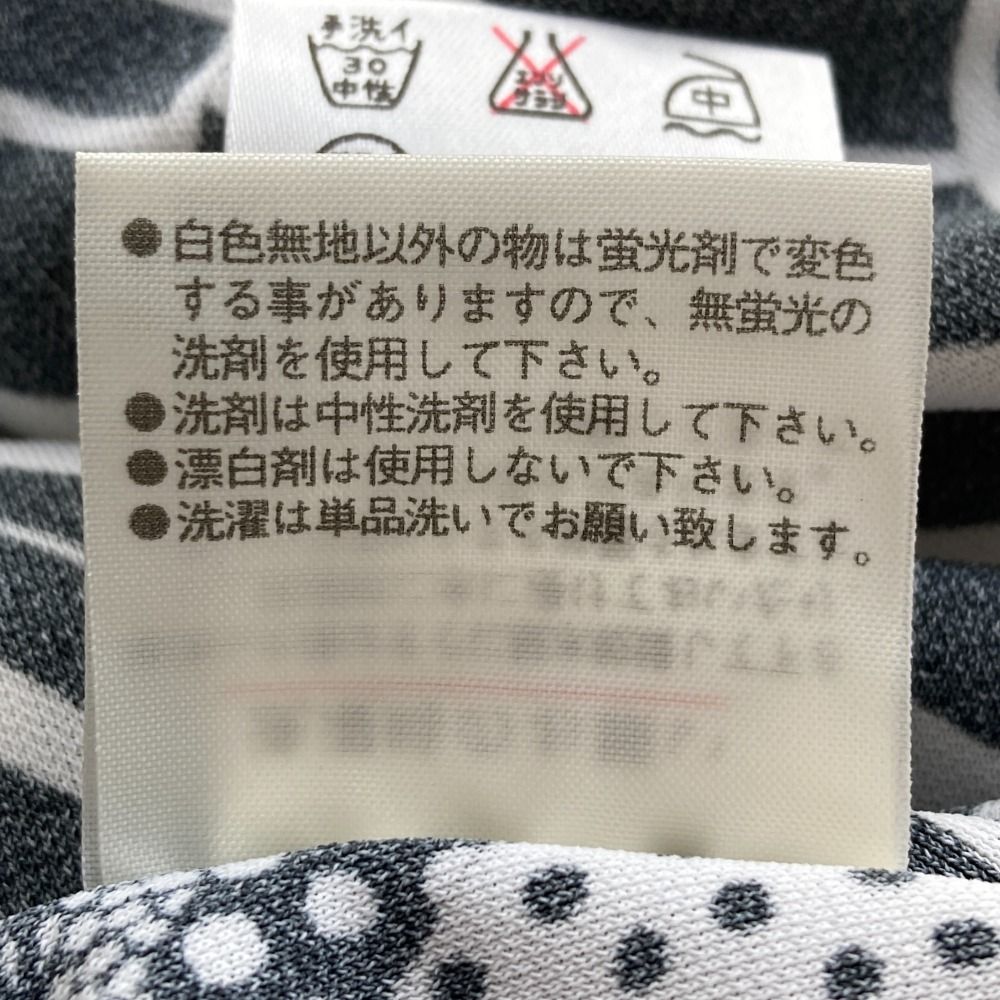 手洗イ
30
中性
エンソ
サラシ
中
●白色無地以外の物は蛍光剤で変色
する事がありますので、無蛍光の
洗剤を使用して下さい。
●洗剤は中性洗剤を使用して下さい。
●漂白剤は使用しないで下さい。
●洗濯は単品洗いでお願い致します。